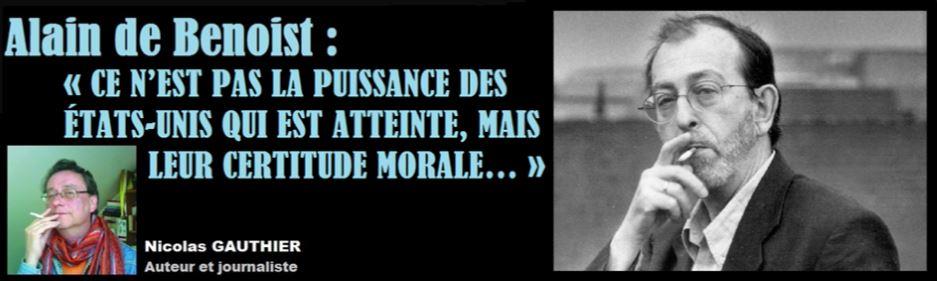 Alain de Benoist :
« CE N’EST PAS LA PUISSANCE DES
ÉTATS-UNIS QUI EST ATTEINTE, MAIS
LEUR CERTITUDE MORALE... »
Nicolas GAUTHIER
Auteur et journaliste